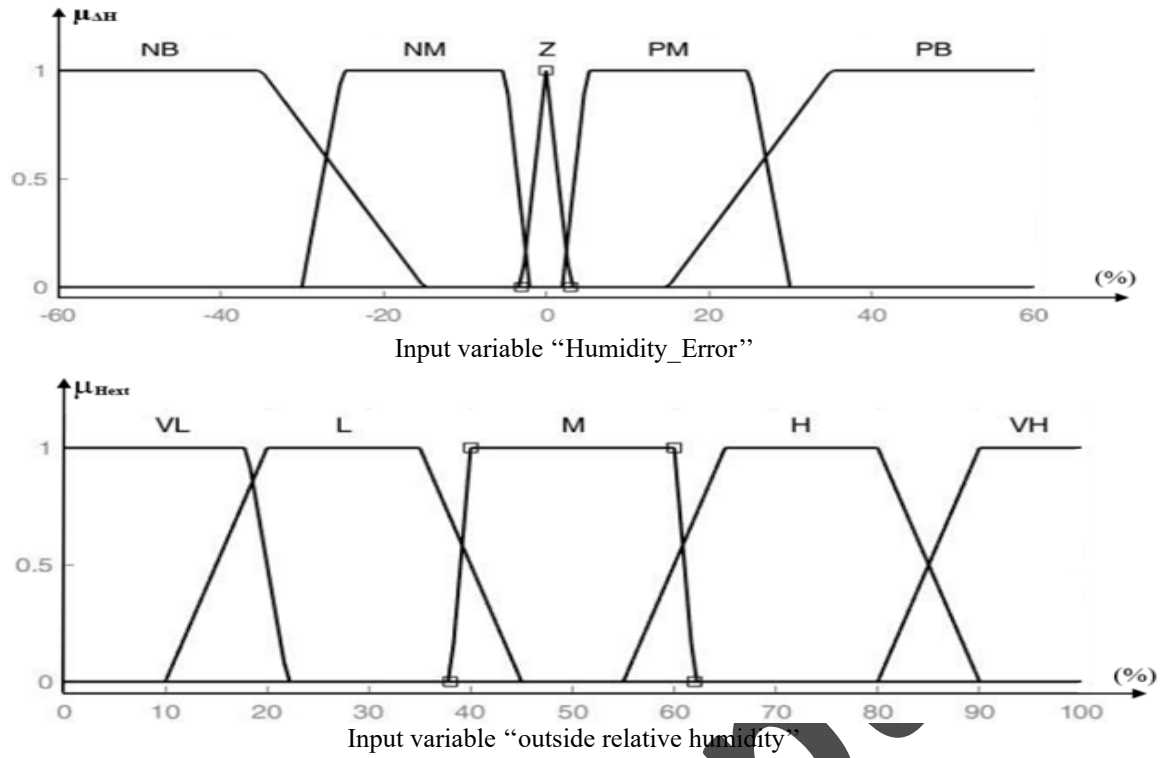 μΔH
NB NM Z PM PB
1
0.5
0
(%)
-60 -40 -20 0 20 40 60
Input variable ‘‘Humidity_Error’’
μHext
VL L M H VH
1
0.5
0
(%)
0 10 20 30 40 50 60 70 80 90 100
Input variable ‘‘outside relative humidity’’